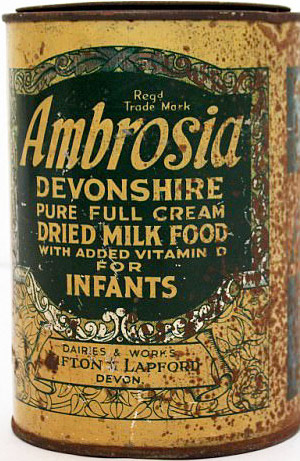 Regd
Trade Mark
Ambrosia
DEVONSHIRE
PURE FULL CREAM
DRIED MILK FOOD
WITH ADDED VITAMIN D
FOR
INFANTS
DAIRIES & WORKS
LIFTON & LAPFORD
DEVON.